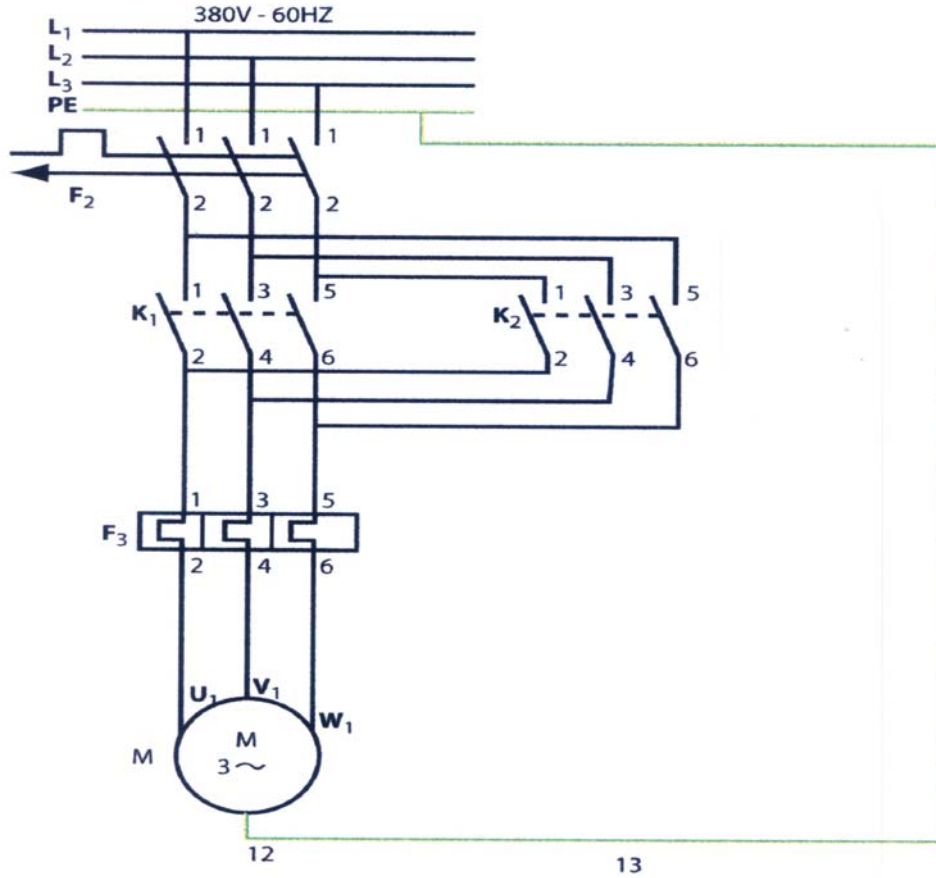 380V - 60HZ
L₁
L₂
L₃
PE
1 1 1
F₂
2 2 2
1 3 5
1 3 5
K₁
K₂
2 4 6
2 4 6
1 3 5
F₃
2 4 6
U₁ V₁
W₁
M
M
3 ~
12
13